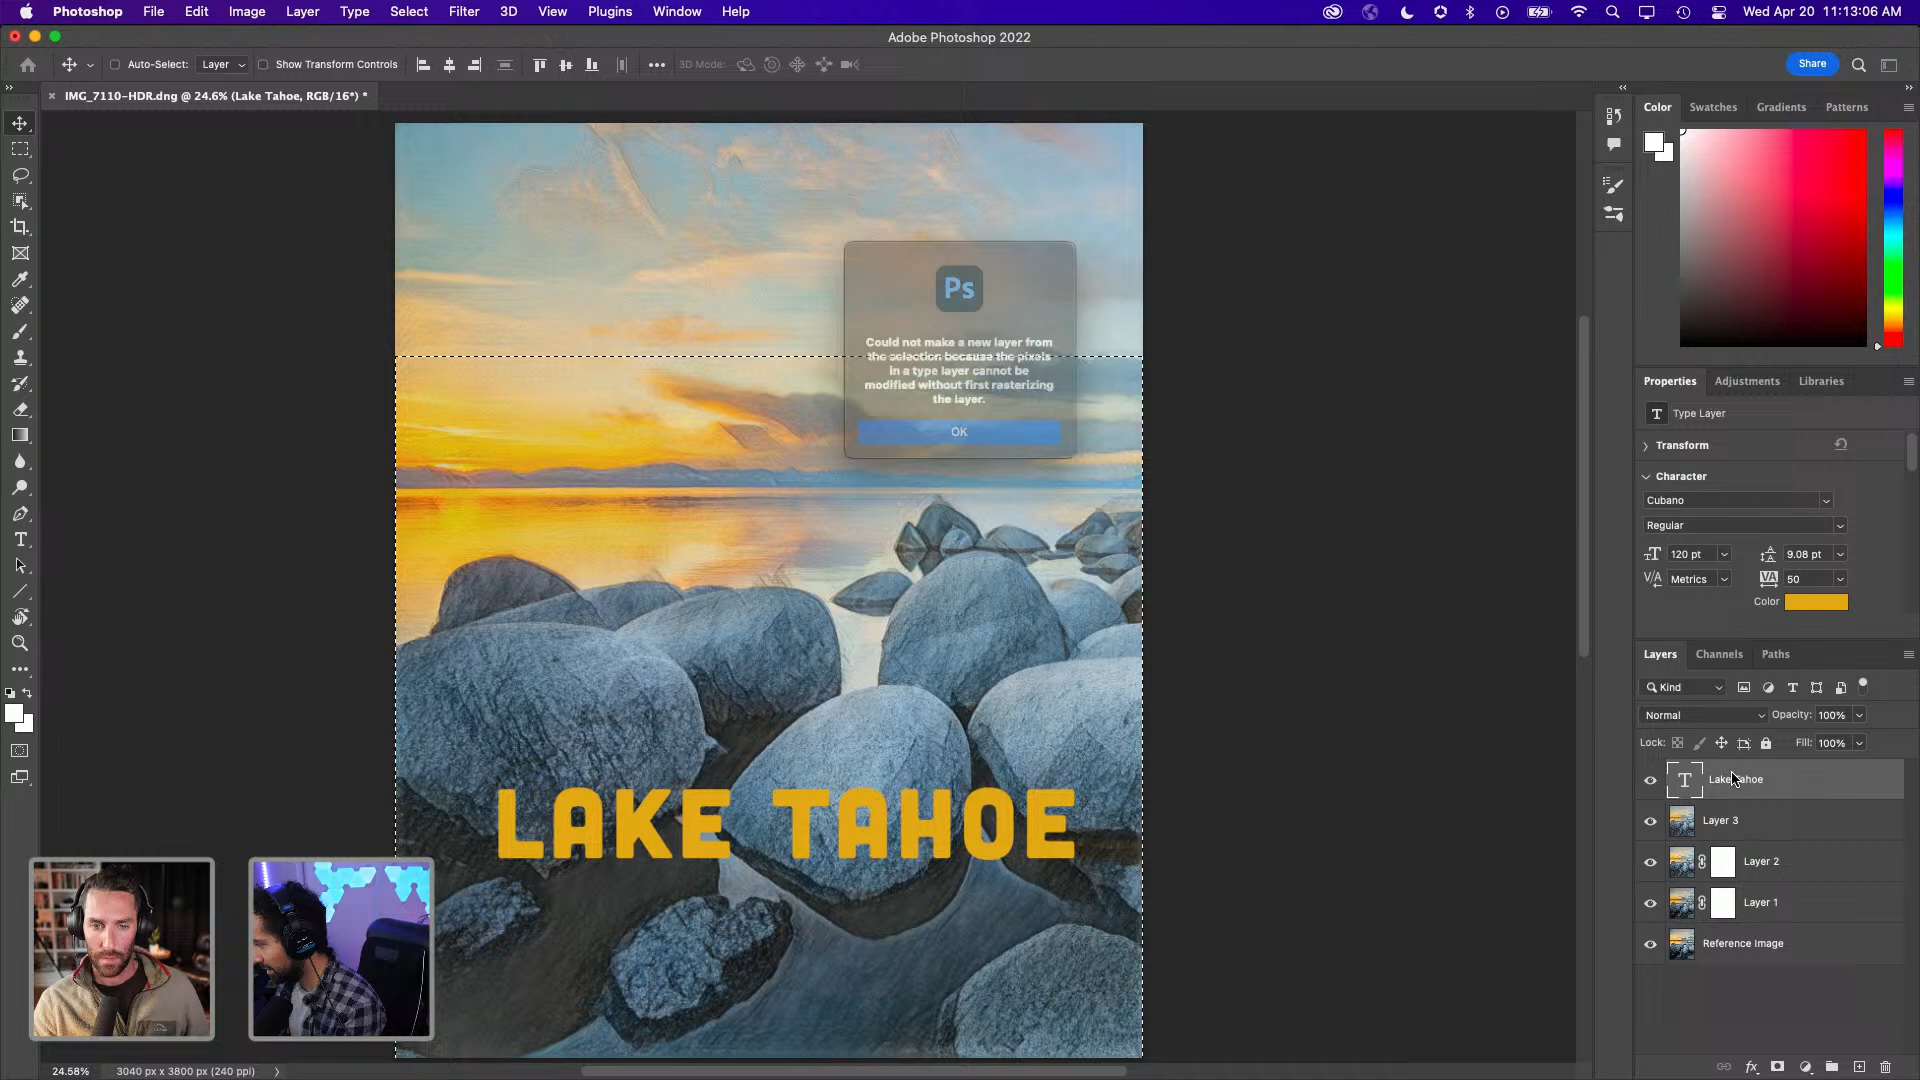 Photoshop File Edit Image Layer Type Select Filter 3D View Plugins Window Help Wed Apr 20 11:13:06 AM
Adobe Photoshop 2022
Auto-Select: Layer Show Transform Controls 3D Mode: Share
× IMG_7110-HDR.dng @ 24.6% (Lake Tahoe, RGB/16*) *
Color Swatches Gradients Patterns
Ps
Could not make a new layer from
the selection because the pixels
in a type layer cannot be
modified without first rasterizing
the layer.
OK
Properties Adjustments Libraries
T Type Layer
Transform
Character
Cubano
Regular
120 pt 9.08 pt
Metrics 50
Color
Layers Channels Paths
Kind
Normal Opacity: 100%
Lock: Fill: 100%
T Lake Tahoe
Layer 3
Layer 2
Layer 1
Reference Image
LAKE TAHOE
24.58% 3040 px x 3800 px (240 ppi)